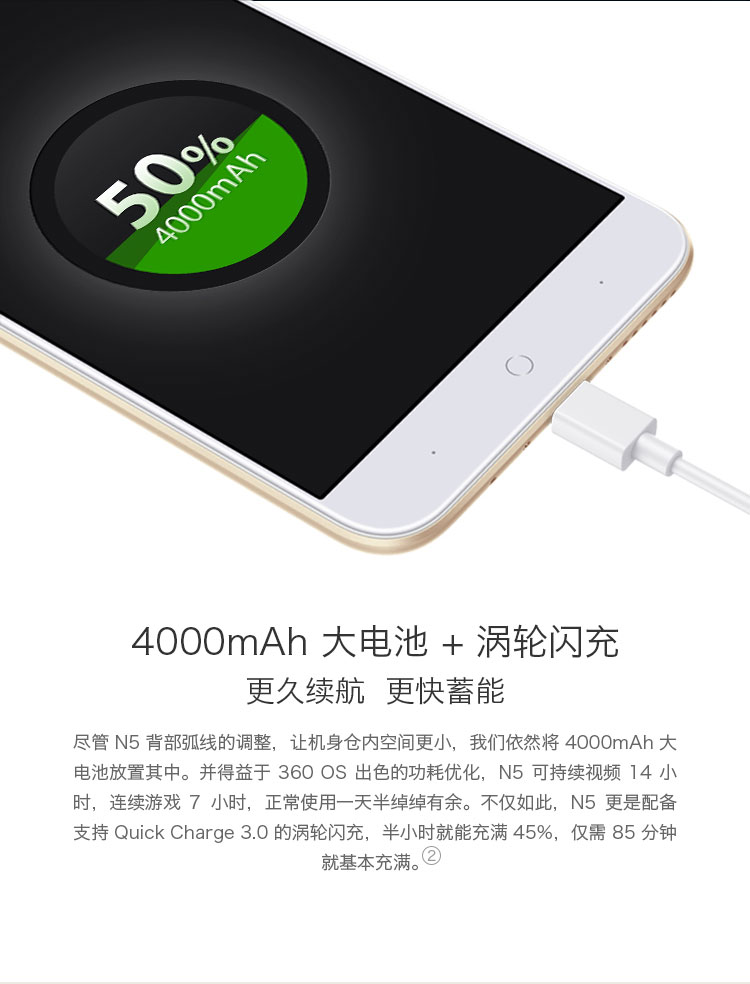 50%
4000mAh
4000mAh 大电池 + 涡轮闪充
更久续航 更快蓄能
尽管 N5 背部弧线的调整，让机身仓内空间更小，我们依然将 4000mAh 大
电池放置其中。并得益于 360 OS 出色的功耗优化，N5 可持续视频 14 小
时，连续游戏 7 小时，正常使用一天半绰绰有余。不仅如此，N5 更是配备
支持 Quick Charge 3.0 的涡轮闪充，半小时就能充满 45%，仅需 85 分钟
就基本充满。②